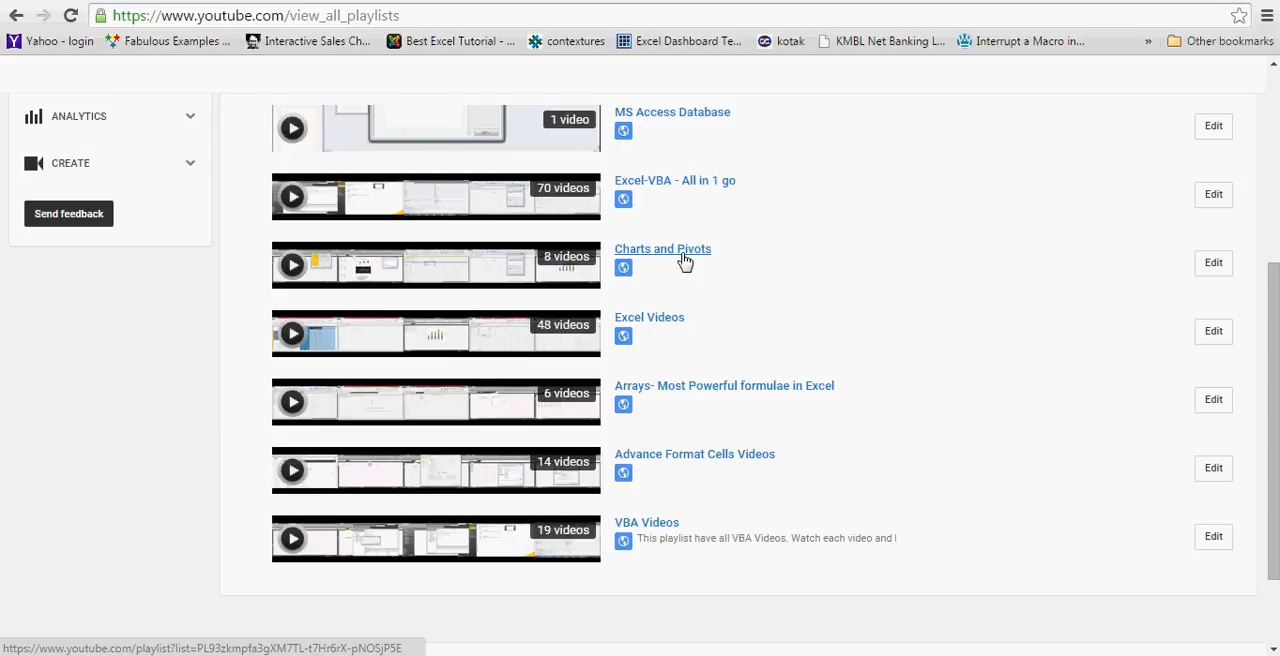 https://www.youtube.com/view_all_playlists
Yahoo - login
Fabulous Examples ...
Interactive Sales Ch...
Best Excel Tutorial - ...
contextures
Excel Dashboard Te...
kotak
KMBL Net Banking L...
Interrupt a Macro in...
»
Other bookmarks
ANALYTICS
CREATE
Send feedback
1 video
MS Access Database
Edit
70 videos
Excel-VBA - All in 1 go
Edit
8 videos
Charts and Pivots
Edit
48 videos
Excel Videos
Edit
6 videos
Arrays- Most Powerful formulae in Excel
Edit
14 videos
Advance Format Cells Videos
Edit
19 videos
VBA Videos
This playlist have all VBA Videos. Watch each video and I
Edit
https://www.youtube.com/playlist?list=PL93zkmpfa3gXM7TL-t7Hr6rX-pNOSjP5E